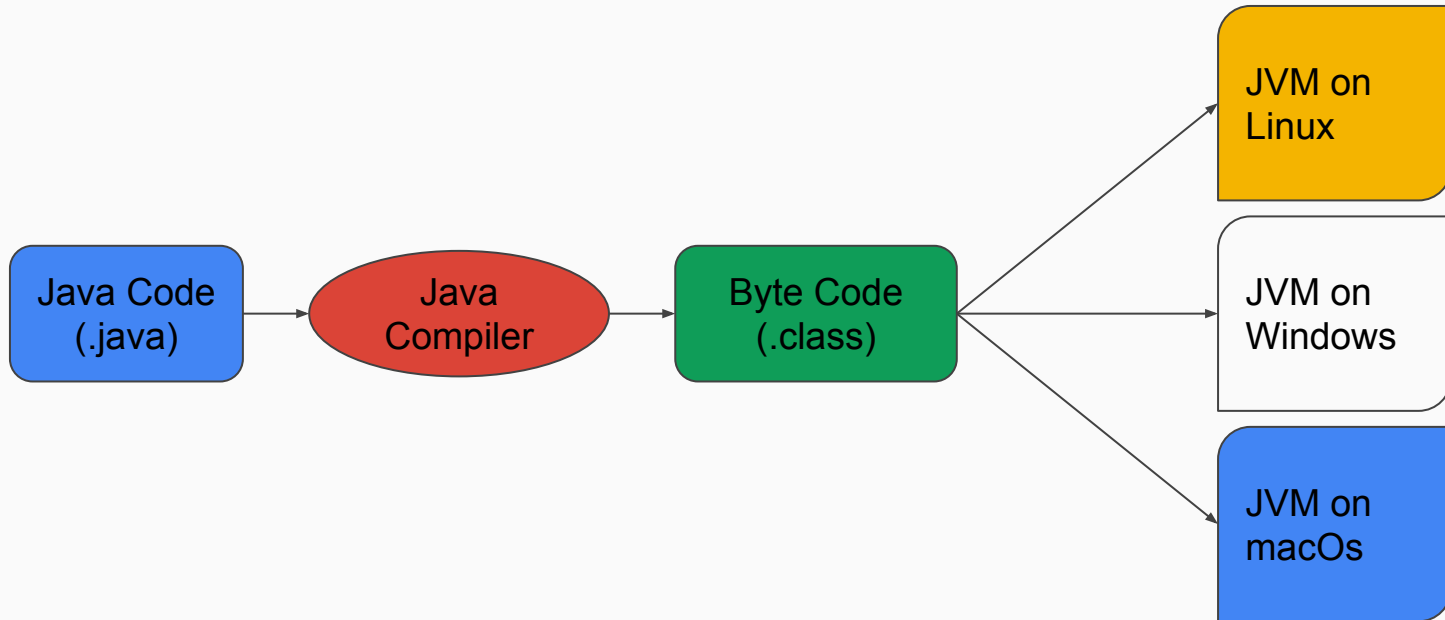 Java Code
(.java)
Java
Compiler
Byte Code
(.class)
JVM on
Linux
JVM on
Windows
JVM on
macOs